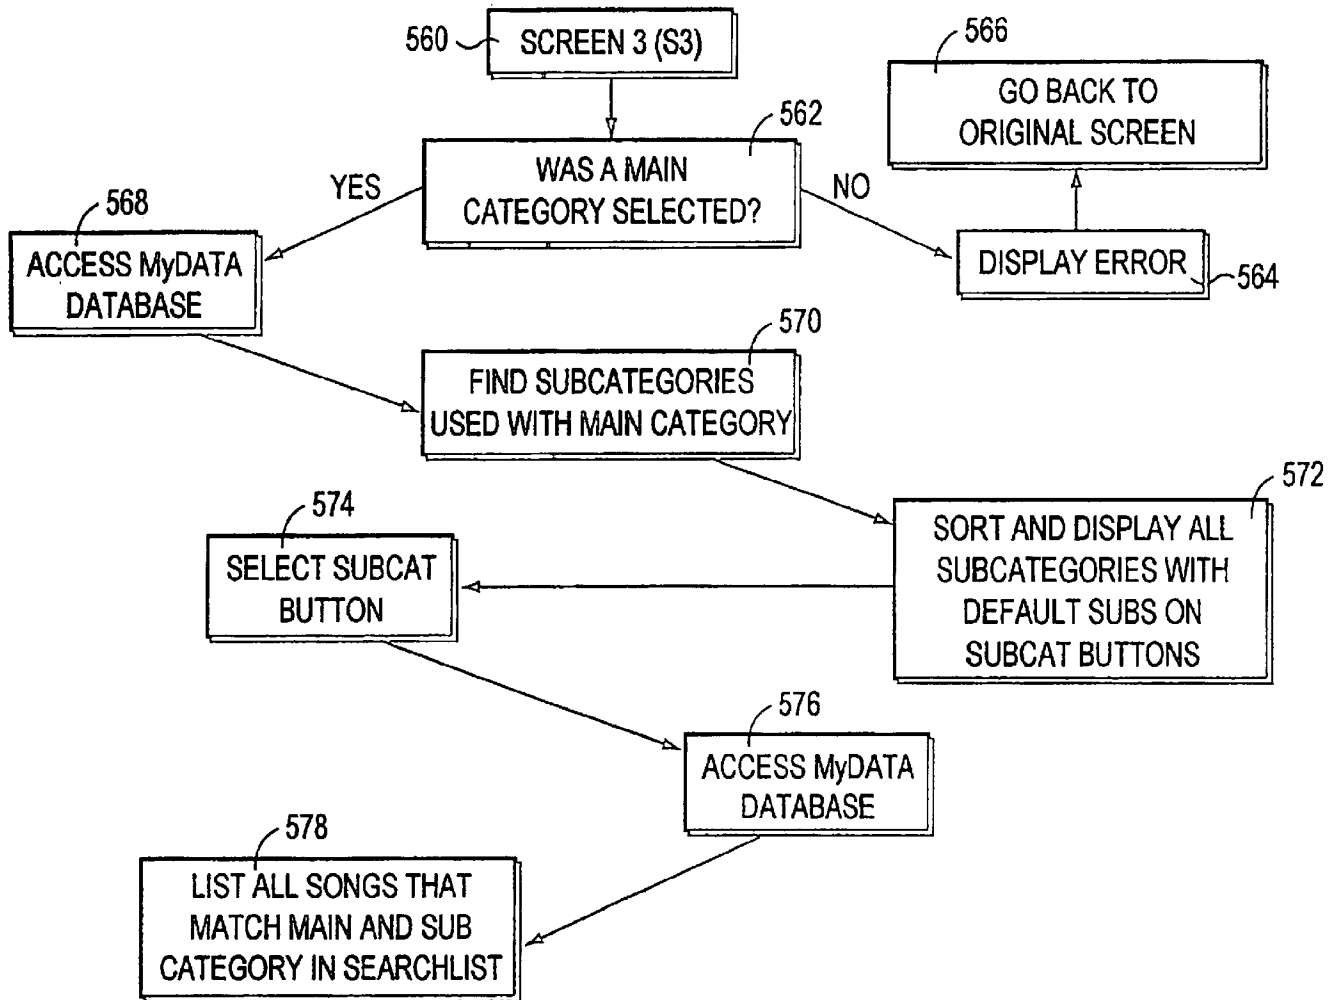 560
SCREEN 3 (S3)
566
GO BACK TO
ORIGINAL SCREEN
562
WAS A MAIN
CATEGORY SELECTED?
YES
NO
568
ACCESS MyDATA
DATABASE
DISPLAY ERROR
564
570
FIND SUBCATEGORIES
USED WITH MAIN CATEGORY
572
SORT AND DISPLAY ALL
SUBCATEGORIES WITH
DEFAULT SUBS ON
SUBCAT BUTTONS
574
SELECT SUBCAT
BUTTON
576
ACCESS MyDATA
DATABASE
578
LIST ALL SONGS THAT
MATCH MAIN AND SUB
CATEGORY IN SEARCHLIST